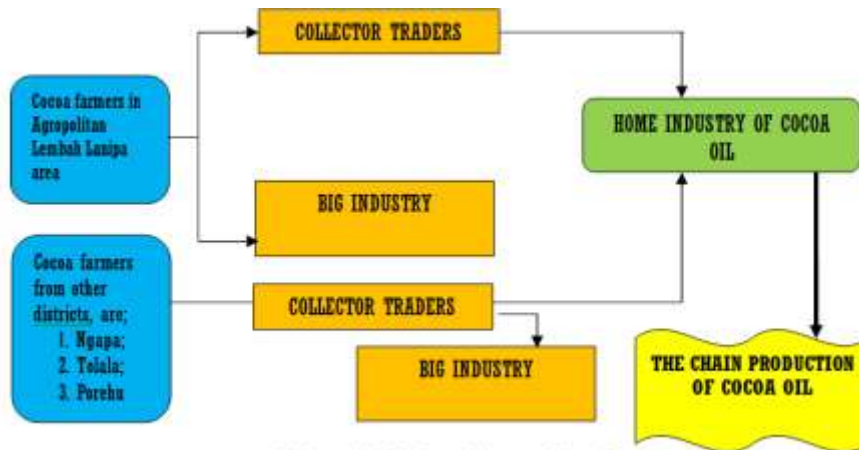 COLLECTOR TRADERS
Cocoa farmers in
Agropolitan
Lembah Lanipa
area
HOME INDUSTRY OF COCOA
OIL
BIG INDUSTRY
Cocoa farmers
from other
districts, are;
1. Ngapa;
2. Tolala;
3. Porehu
COLLECTOR TRADERS
BIG INDUSTRY
THE CHAIN PRODUCTION
OF COCOA OIL